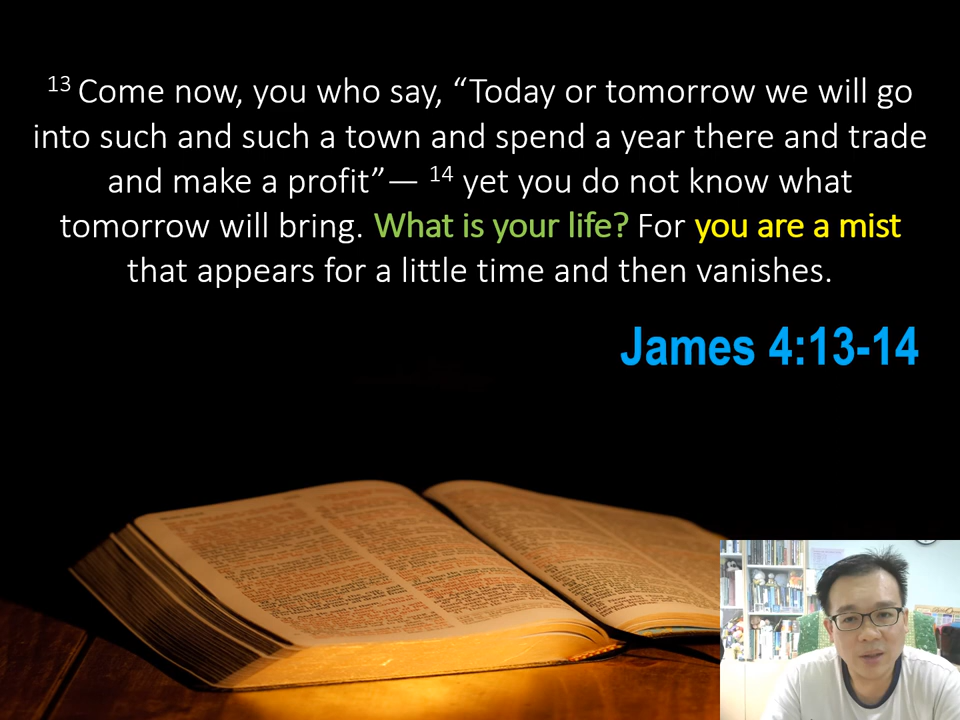 13 Come now, you who say, “Today or tomorrow we will go
into such and such a town and spend a year there and trade
and make a profit”— 14 yet you do not know what
tomorrow will bring. What is your life? For you are a mist
that appears for a little time and then vanishes.
James 4:13-14